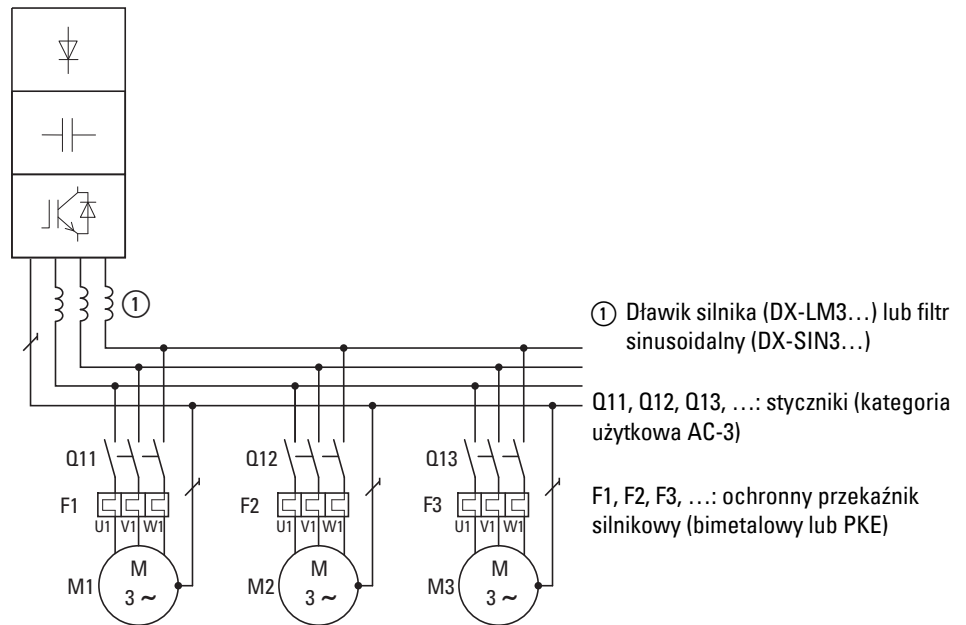 ①
① Dławik silnika (DX-LM3…) lub filtr
sinusoidalny (DX-SIN3…)
Q11, Q12, Q13, …: styczniki (kategoria
użytkowa AC-3)
Q11
Q12
Q13
F1, F2, F3, …: ochronny przekaźnik
silnikowy (bimetalowy lub PKE)
F1
F2
F3
U1 V1 W1
U1 V1 W1
U1 V1 W1
M1
M
3 ~
M2
M
3 ~
M3
M
3 ~